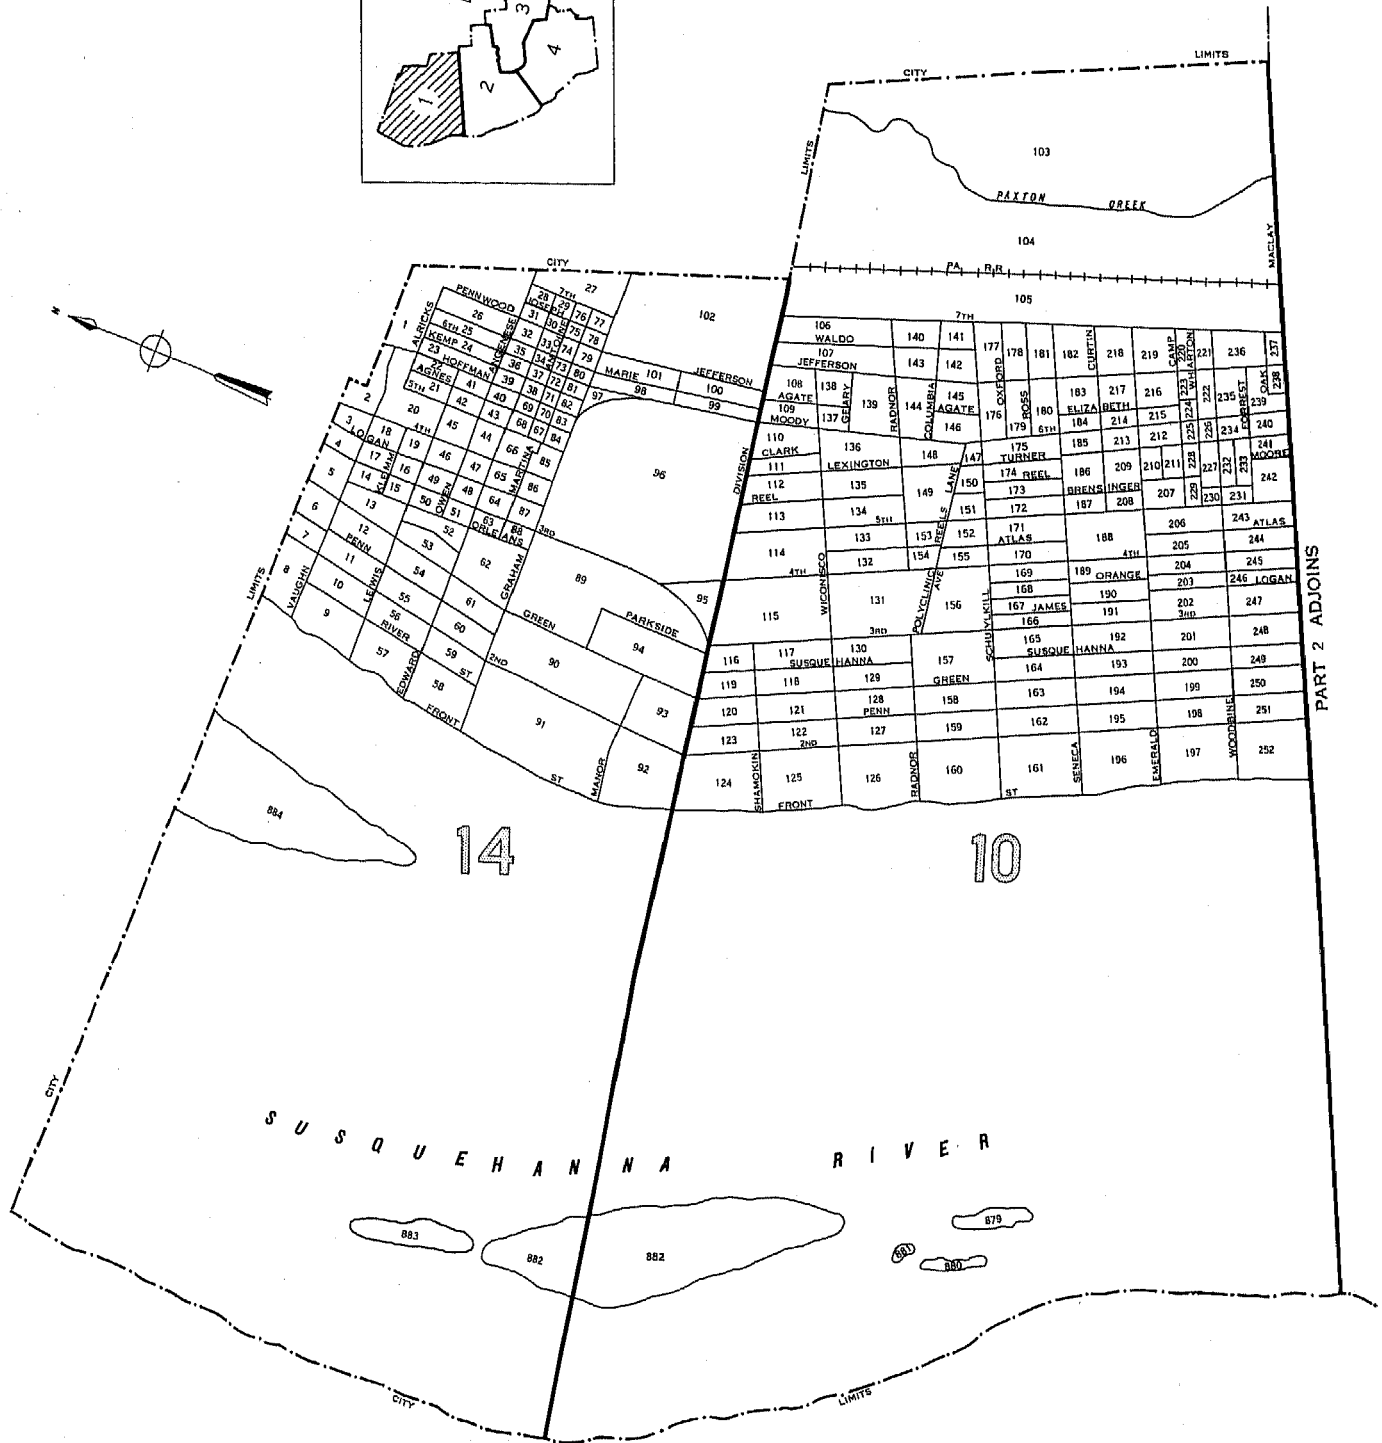 3
4
2
1
CITY
LIMITS
LIMITS
103
PAXTON CREEK
104
MACLAY
N
CITY
PA. R.R.
105
7TH
27
102
PENNWOOD
7TH
28
29
76
77
JOSEPHINE
26
31
30
75
78
1
ALRICKS
6TH 25
ANGENESE
32
33
74
79
KEMP 24
35
34
73
80
23
HOFFMAN
36
37
72
81
22
AGNES
41
39
38
71
82
5TH 21
42
40
69
70
83
MARIE 101
JEFFERSON
100
98
99
97
106
WALDO
107
JEFFERSON
140
141
143
142
177
178
181
182
CURTIN
218
219
CAMP
220
WHARTON
221
236
237
108
AGATE
109
MOODY
138
137
GEARY
139
RADNOR
144
COLUMBIA
145
AGATE
146
OXFORD
176
ROSS
179
180
6TH
183
ELIZABETH
184
217
214
216
215
223
224
222
235
FORREST
OAK
238
239
2
20
4TH
45
43
44
68
67
84
66
MARTINA
85
3
LOGAN
18
19
46
47
65
86
4
17
KLEMM
16
49
48
64
87
5
14
15
50
OWEN
51
63
88
3RD
ORLEANS
13
52
96
DIVISION
110
CLARK
111
112
REEL
113
136
LEXINGTON
135
134
5TH
133
132
148
149
147
150
151
153
REELS LANE
152
154
155
175
TURNER
174 REEL
173
172
171
ATLAS
170
185
186
BRENSINGER
187
213
209
208
212
210
211
207
225
228
229
226
227
230
234
232
233
231
240
241
MOORE
242
188
4TH
206
205
204
203
243 ATLAS
244
245
246 LOGAN
6
12
PENN
53
62
GRAHAM
89
95
7
11
LEWIS
54
61
8
VAUGHN
10
55
60
GREEN
PARKSIDE
94
LIMITS
9
56
RIVER
59
ST
2ND
90
57
EDWARD
58
FRONT
91
93
ST
MANOR
92
114
4TH
WICONISCO
115
131
3RD
POLYCLINIC AVE
156
SCHUYLKILL
169
168
167 JAMES
166
189 ORANGE
190
191
202
3RD
247
116
117
130
SUSQUEHANNA
157
165
SUSQUEHANNA
192
201
248
119
118
129
GREEN
164
193
200
249
120
121
128
PENN
158
163
194
199
250
123
122
2ND
127
159
162
195
198
WOODBINE
251
124
SHAMOKIN
125
126
RADNOR
160
161
SENECA
196
EMERALD
197
252
FRONT
ST
PART 2 ADJOINS
884
14
10
CITY
SUSQUEHANNA RIVER
883
882
882
879
881
880
CITY
LIMITS